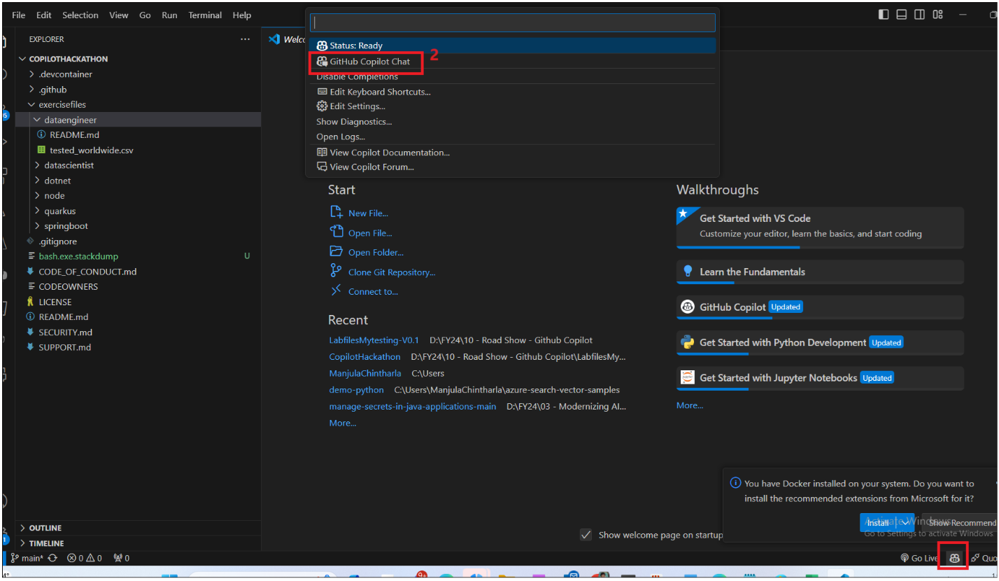 File Edit Selection View Go Run Terminal Help
EXPLORER
COPILOTHACKATHON
.devcontainer
.github
exercisefiles
dataengineer
README.md
tested_worldwide.csv
datascientist
dotnet
node
quarkus
springboot
.gitignore
bash.exe.stackdump U
CODE_OF_CONDUCT.md
CODEOWNERS
LICENSE
README.md
SECURITY.md
SUPPORT.md
OUTLINE
TIMELINE
Status: Ready
GitHub Copilot Chat 2
Disable Completions
Edit Keyboard Shortcuts...
Edit Settings...
Show Diagnostics...
Open Logs...
View Copilot Documentation...
View Copilot Forum...
Start
New File...
Open File...
Open Folder...
Clone Git Repository...
Connect to...
Recent
LabfilesMytesting-V0.1 D:\FY24\10 - Road Show - Github Copilot
CopilotHackathon D:\FY24\10 - Road Show - Github Copilot\LabfilesMy...
ManjulaChintharla C:\Users
demo-python C:\Users\ManjulaChintharla\azure-search-vector-samples
manage-secrets-in-java-applications-main D:\FY24\03 - Modernizing AI...
More...
Walkthroughs
Get Started with VS Code
Customize your editor, learn the basics, and start coding
Learn the Fundamentals
GitHub Copilot Updated
Get Started with Python Development Updated
Get Started with Jupyter Notebooks Updated
More...
You have Docker installed on your system. Do you want to
install the recommended extensions from Microsoft for it?
Install Show Recommend
Activate Windows
Go to Settings to activate Windows.
Show welcome page on startup
main* 0 0 0 Go Live Quo